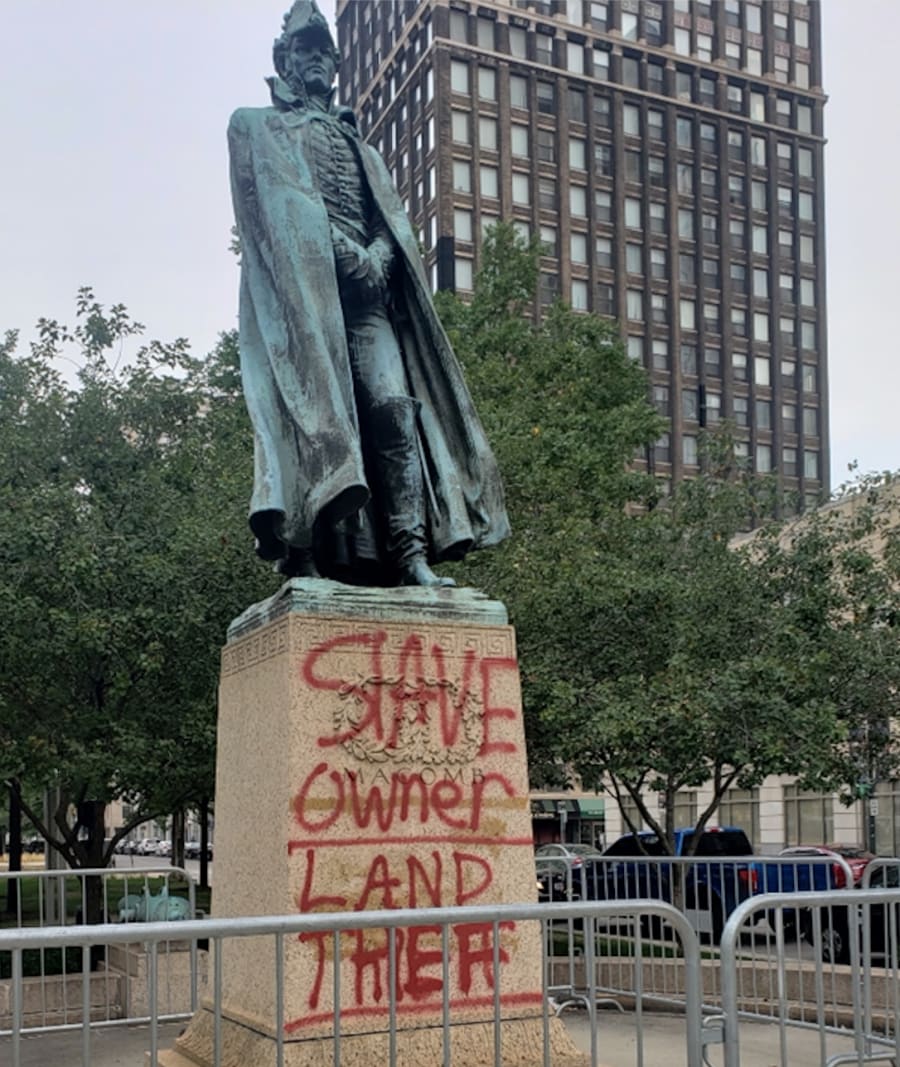 SLAVE
MACOMB
Owner
LAND
THIEF